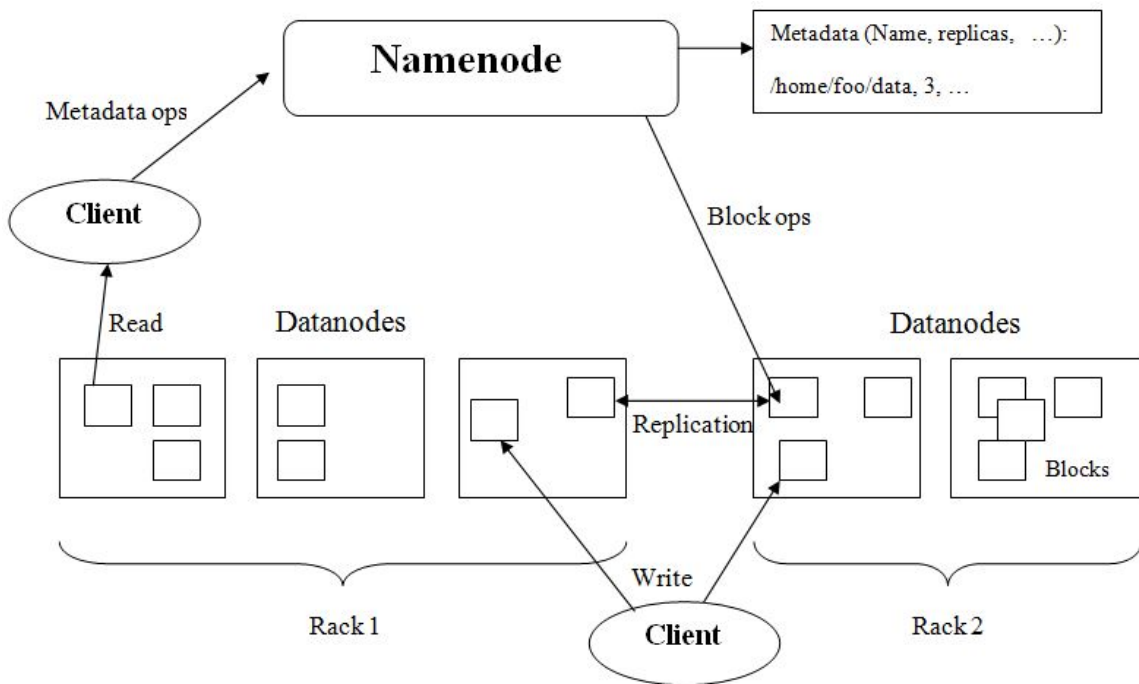 Namenode
Metadata (Name, replicas, …):
/home/foo/data, 3, …
Metadata ops
Client
Block ops
Read
Datanodes
Datanodes
Replication
Blocks
Write
Rack 1
Client
Rack 2